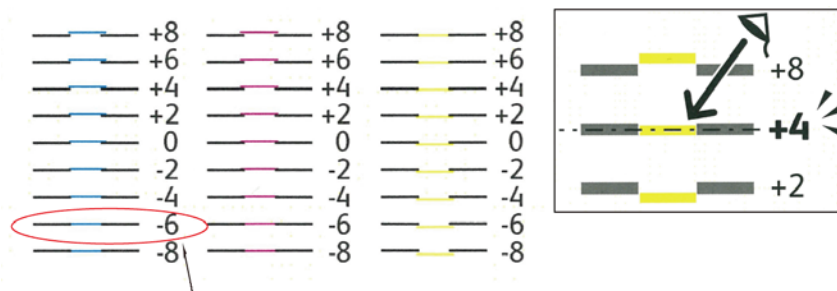 +8 +8 +8
+6 +6 +6
+4 +4 +4
+2 +2 +2
0 0 0
-2 -2 -2
-4 -4 -4
-6 -6 -6
-8 -8 -8
+8
+4
+2